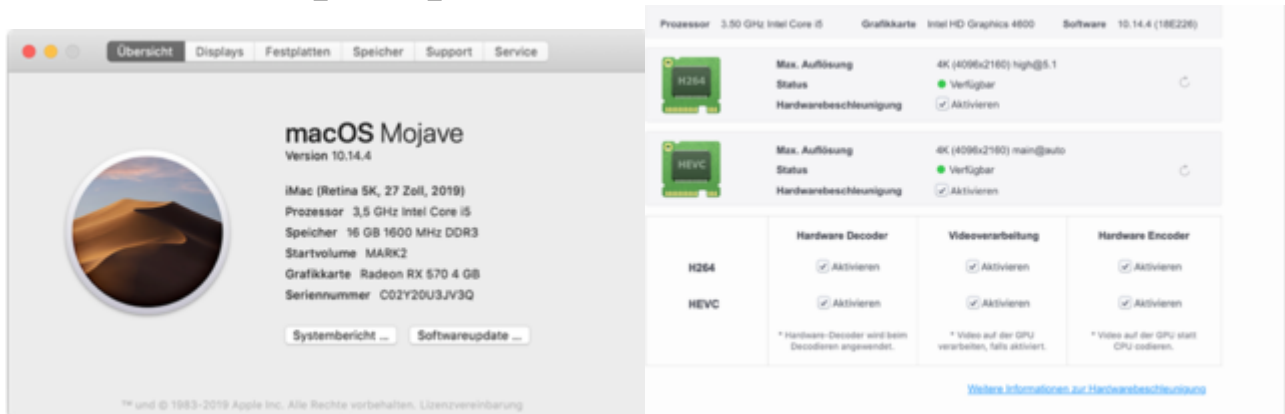 Übersicht Displays Festplatten Speicher Support Service
macOS Mojave
Version 10.14.4
iMac (Retina 5K, 27 Zoll, 2019)
Prozessor 3,5 GHz Intel Core i5
Speicher 16 GB 1600 MHz DDR3
Startvolume MARK2
Grafikkarte Radeon RX 570 4 GB
Seriennummer C02Y20U3JV3Q
Systembericht ... Softwareupdate ...
™ und © 1983-2019 Apple Inc. Alle Rechte vorbehalten. Lizenzvereinbarung
Prozessor 3.50 GHz Intel Core i5 Grafikkarte Intel HD Graphics 4600 Software 10.14.4 (18E226)
H264
Max. Auflösung 4K (4096x2160) high@5.1
Status Verfügbar
Hardwarebeschleunigung Aktivieren
HEVC
Max. Auflösung 4K (4096x2160) main@auto
Status Verfügbar
Hardwarebeschleunigung Aktivieren
Hardware Decoder Videoverarbeitung Hardware Encoder
H264 Aktivieren Aktivieren Aktivieren
HEVC Aktivieren Aktivieren Aktivieren
* Hardware-Decoder wird beim * Video auf der GPU * Video auf der GPU statt
Decodieren angewendet. verarbeiten, falls aktiviert. CPU codieren.
Weitere Informationen zur Hardwarebeschleunigung